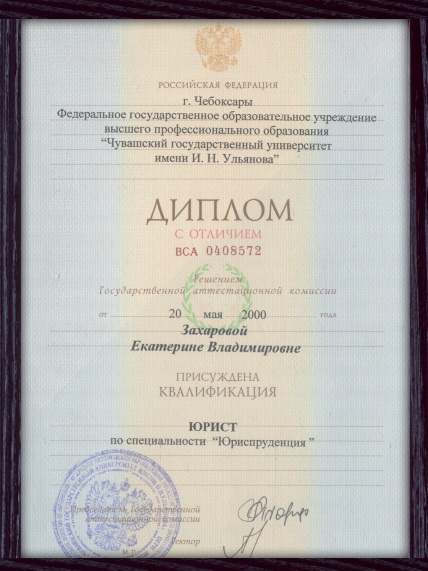 РОССИЙСКАЯ ФЕДЕРАЦИЯ
г. Чебоксары
Федеральное государственное образовательное учреждение
высшего профессионального образования
“Чувашский государственный университет
имени И. Н. Ульянова”
ДИПЛОМ
С ОТЛИЧИЕМ
ВСА 0408572
Решением
Государственной аттестационной комиссии
от 20 мая 2000 года
Захаровой
Екатерине Владимировне
ПРИСУЖДЕНА
КВАЛИФИКАЦИЯ
ЮРИСТ
по специальности “Юриспруденция”
Председатель Государственной
аттестационной комиссии
Ректор